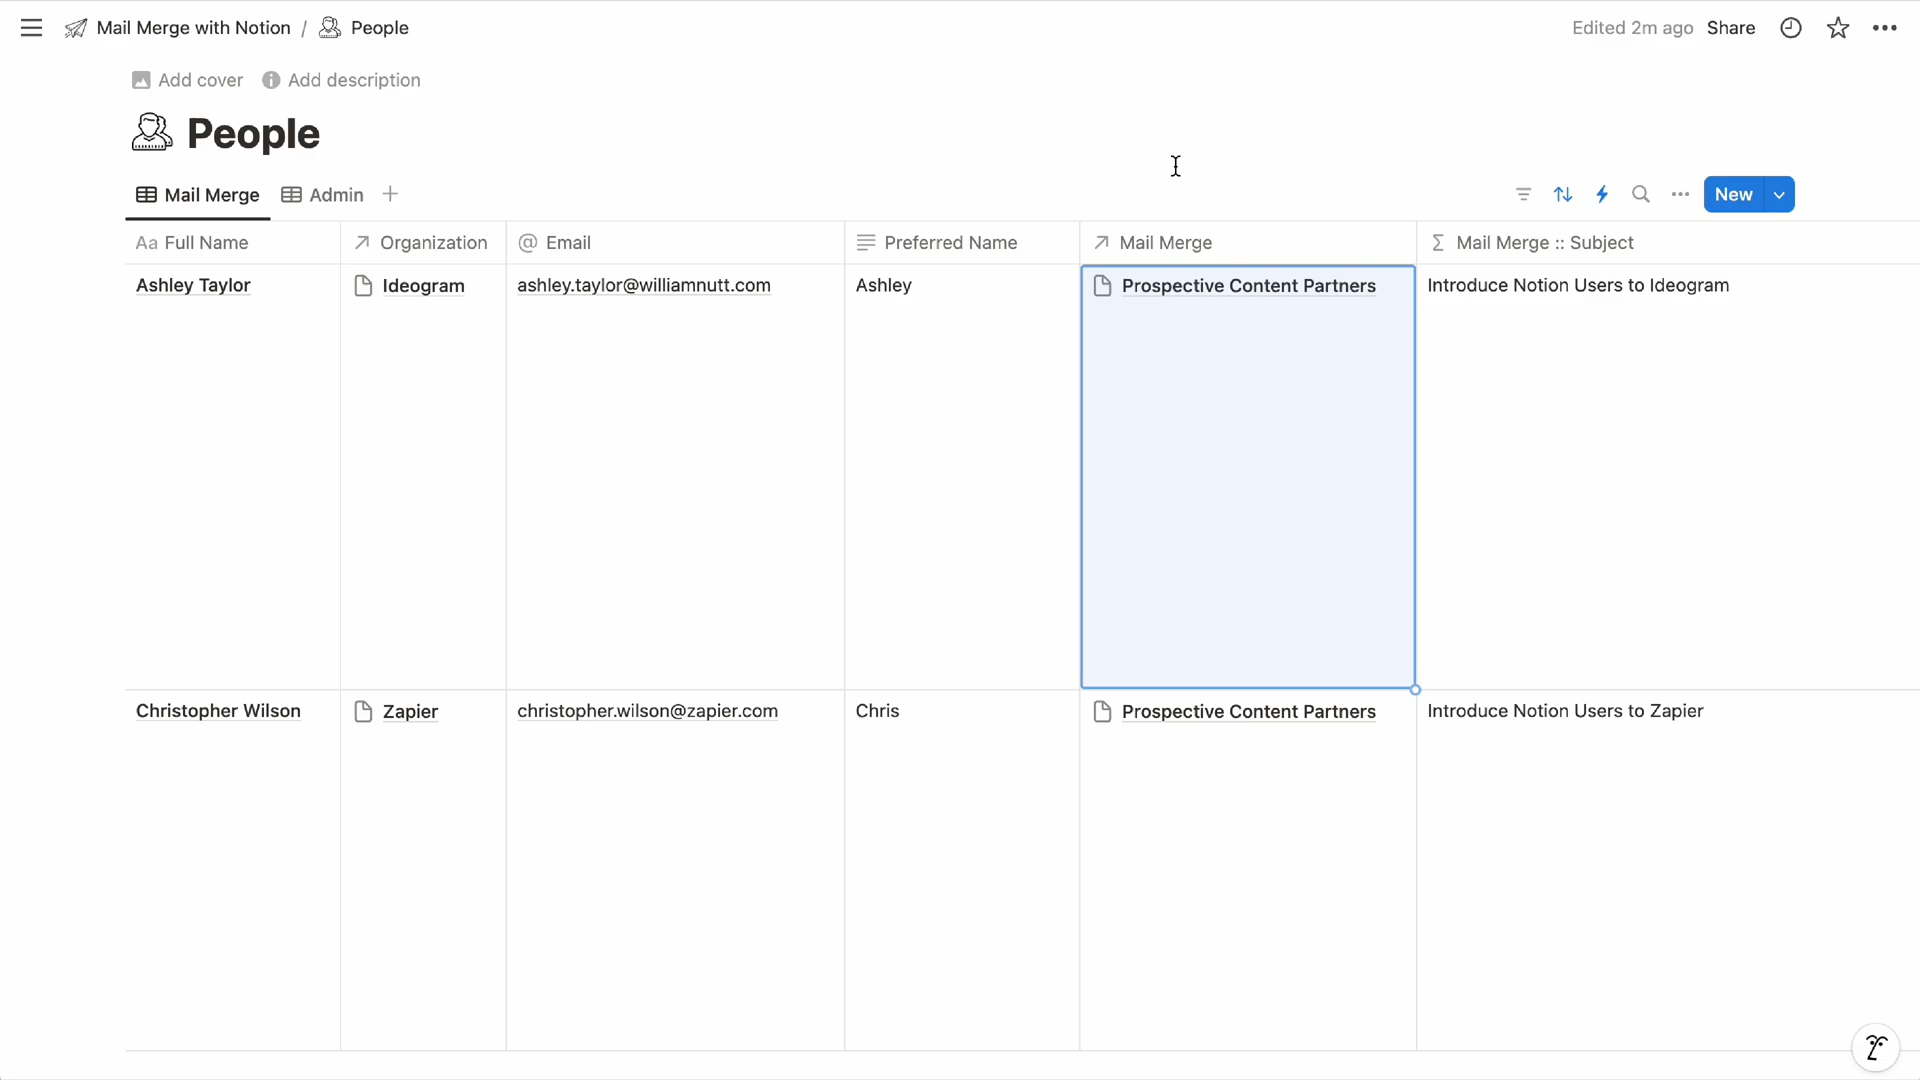 Mail Merge with Notion / People
Edited 2m ago Share
Add cover Add description
People
Mail Merge Admin
New
Aa Full Name Organization @ Email Preferred Name Mail Merge Σ Mail Merge :: Subject
Ashley Taylor Ideogram ashley.taylor@williamnutt.com Ashley Prospective Content Partners Introduce Notion Users to Ideogram
Christopher Wilson Zapier christopher.wilson@zapier.com Chris Prospective Content Partners Introduce Notion Users to Zapier